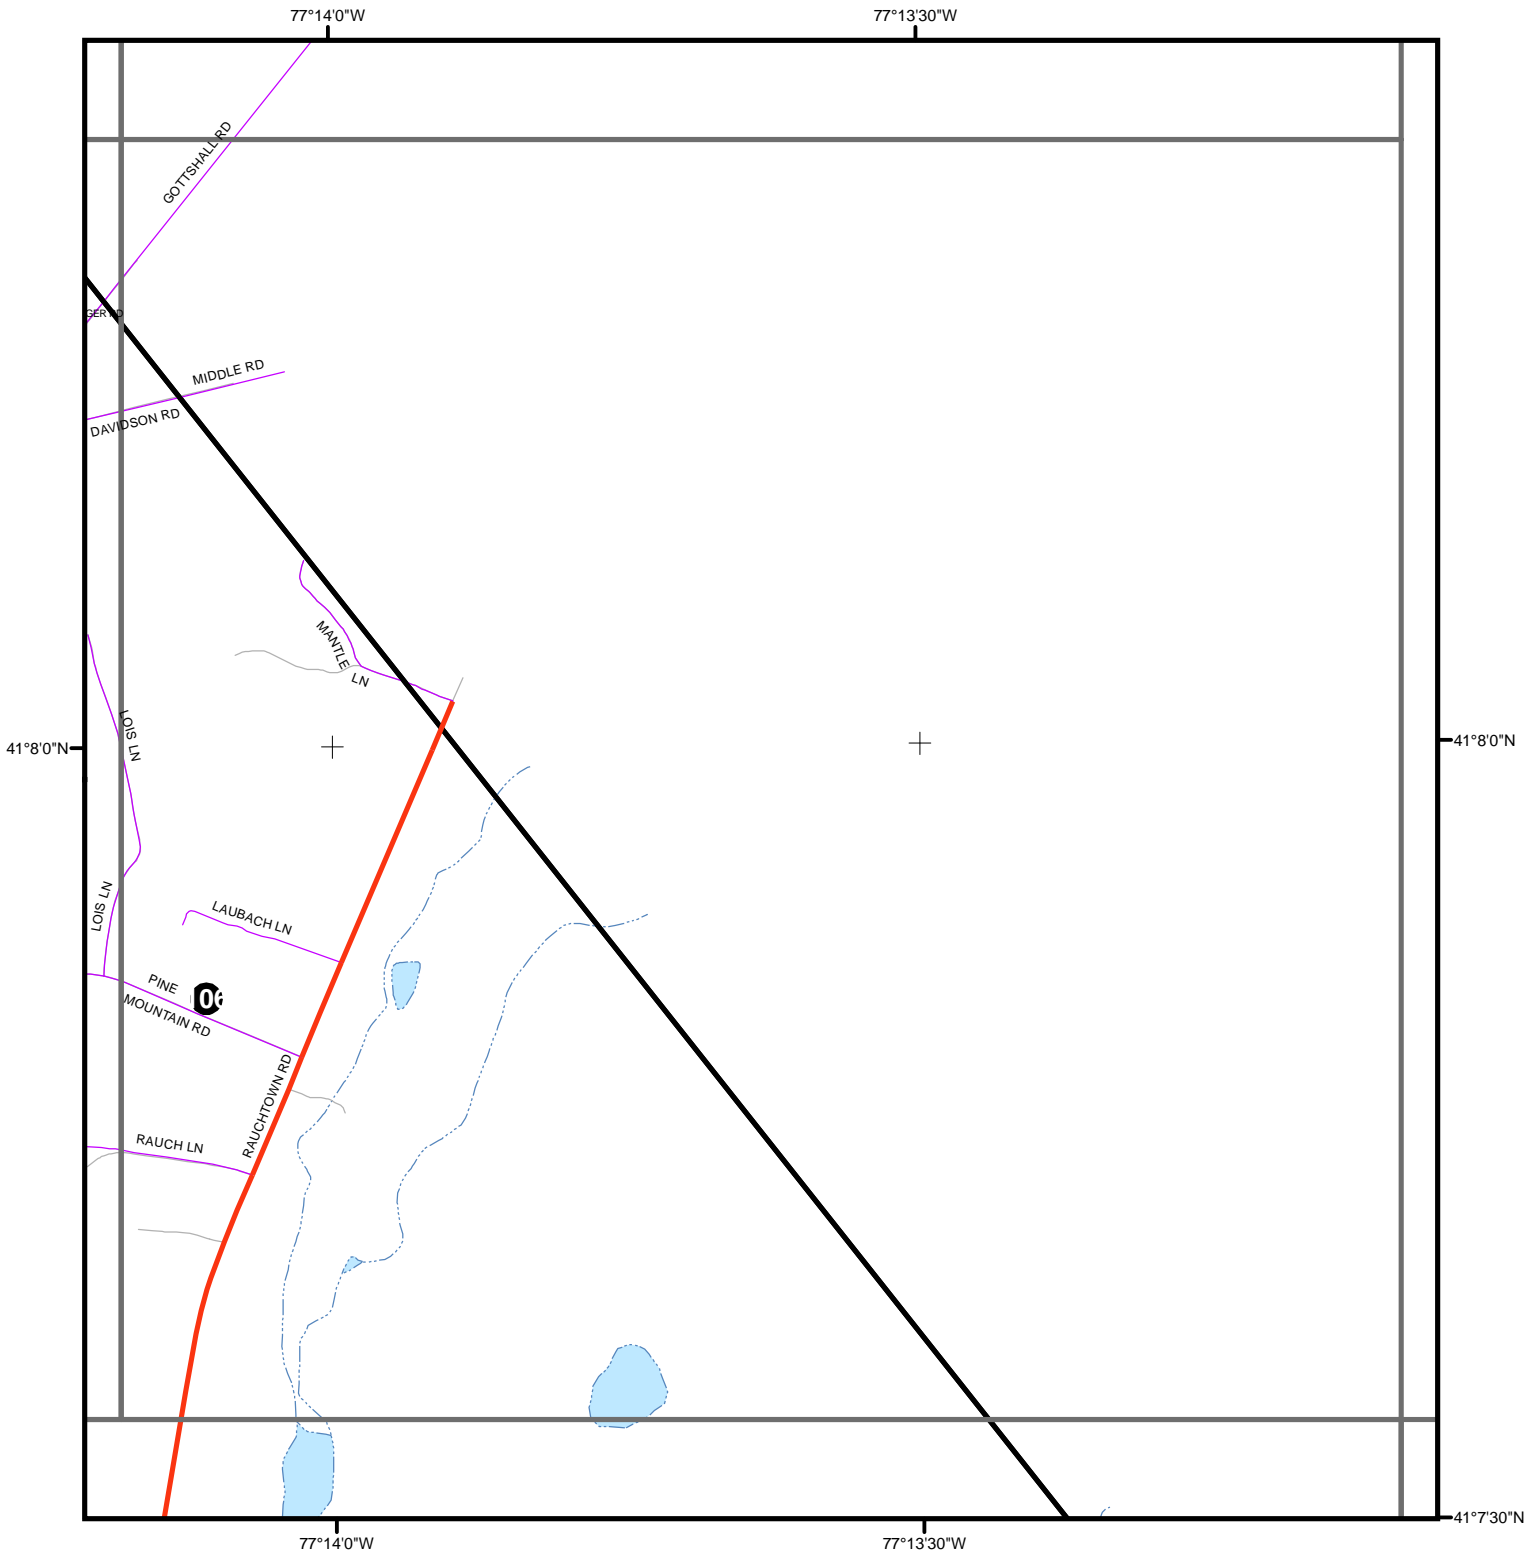 77°14'0"W 77°13'30"W
GOTTSHALL RD
MIDDLE RD
DAVIDSON RD
MANTLE LN
LOIS LN
41°8'0"N 41°8'0"N
LOIS LN
LAUBACH LN
PINE
06
MOUNTAIN RD
RAUCHTOWN RD
RAUCH LN
41°7'30"N
77°14'0"W 77°13'30"W